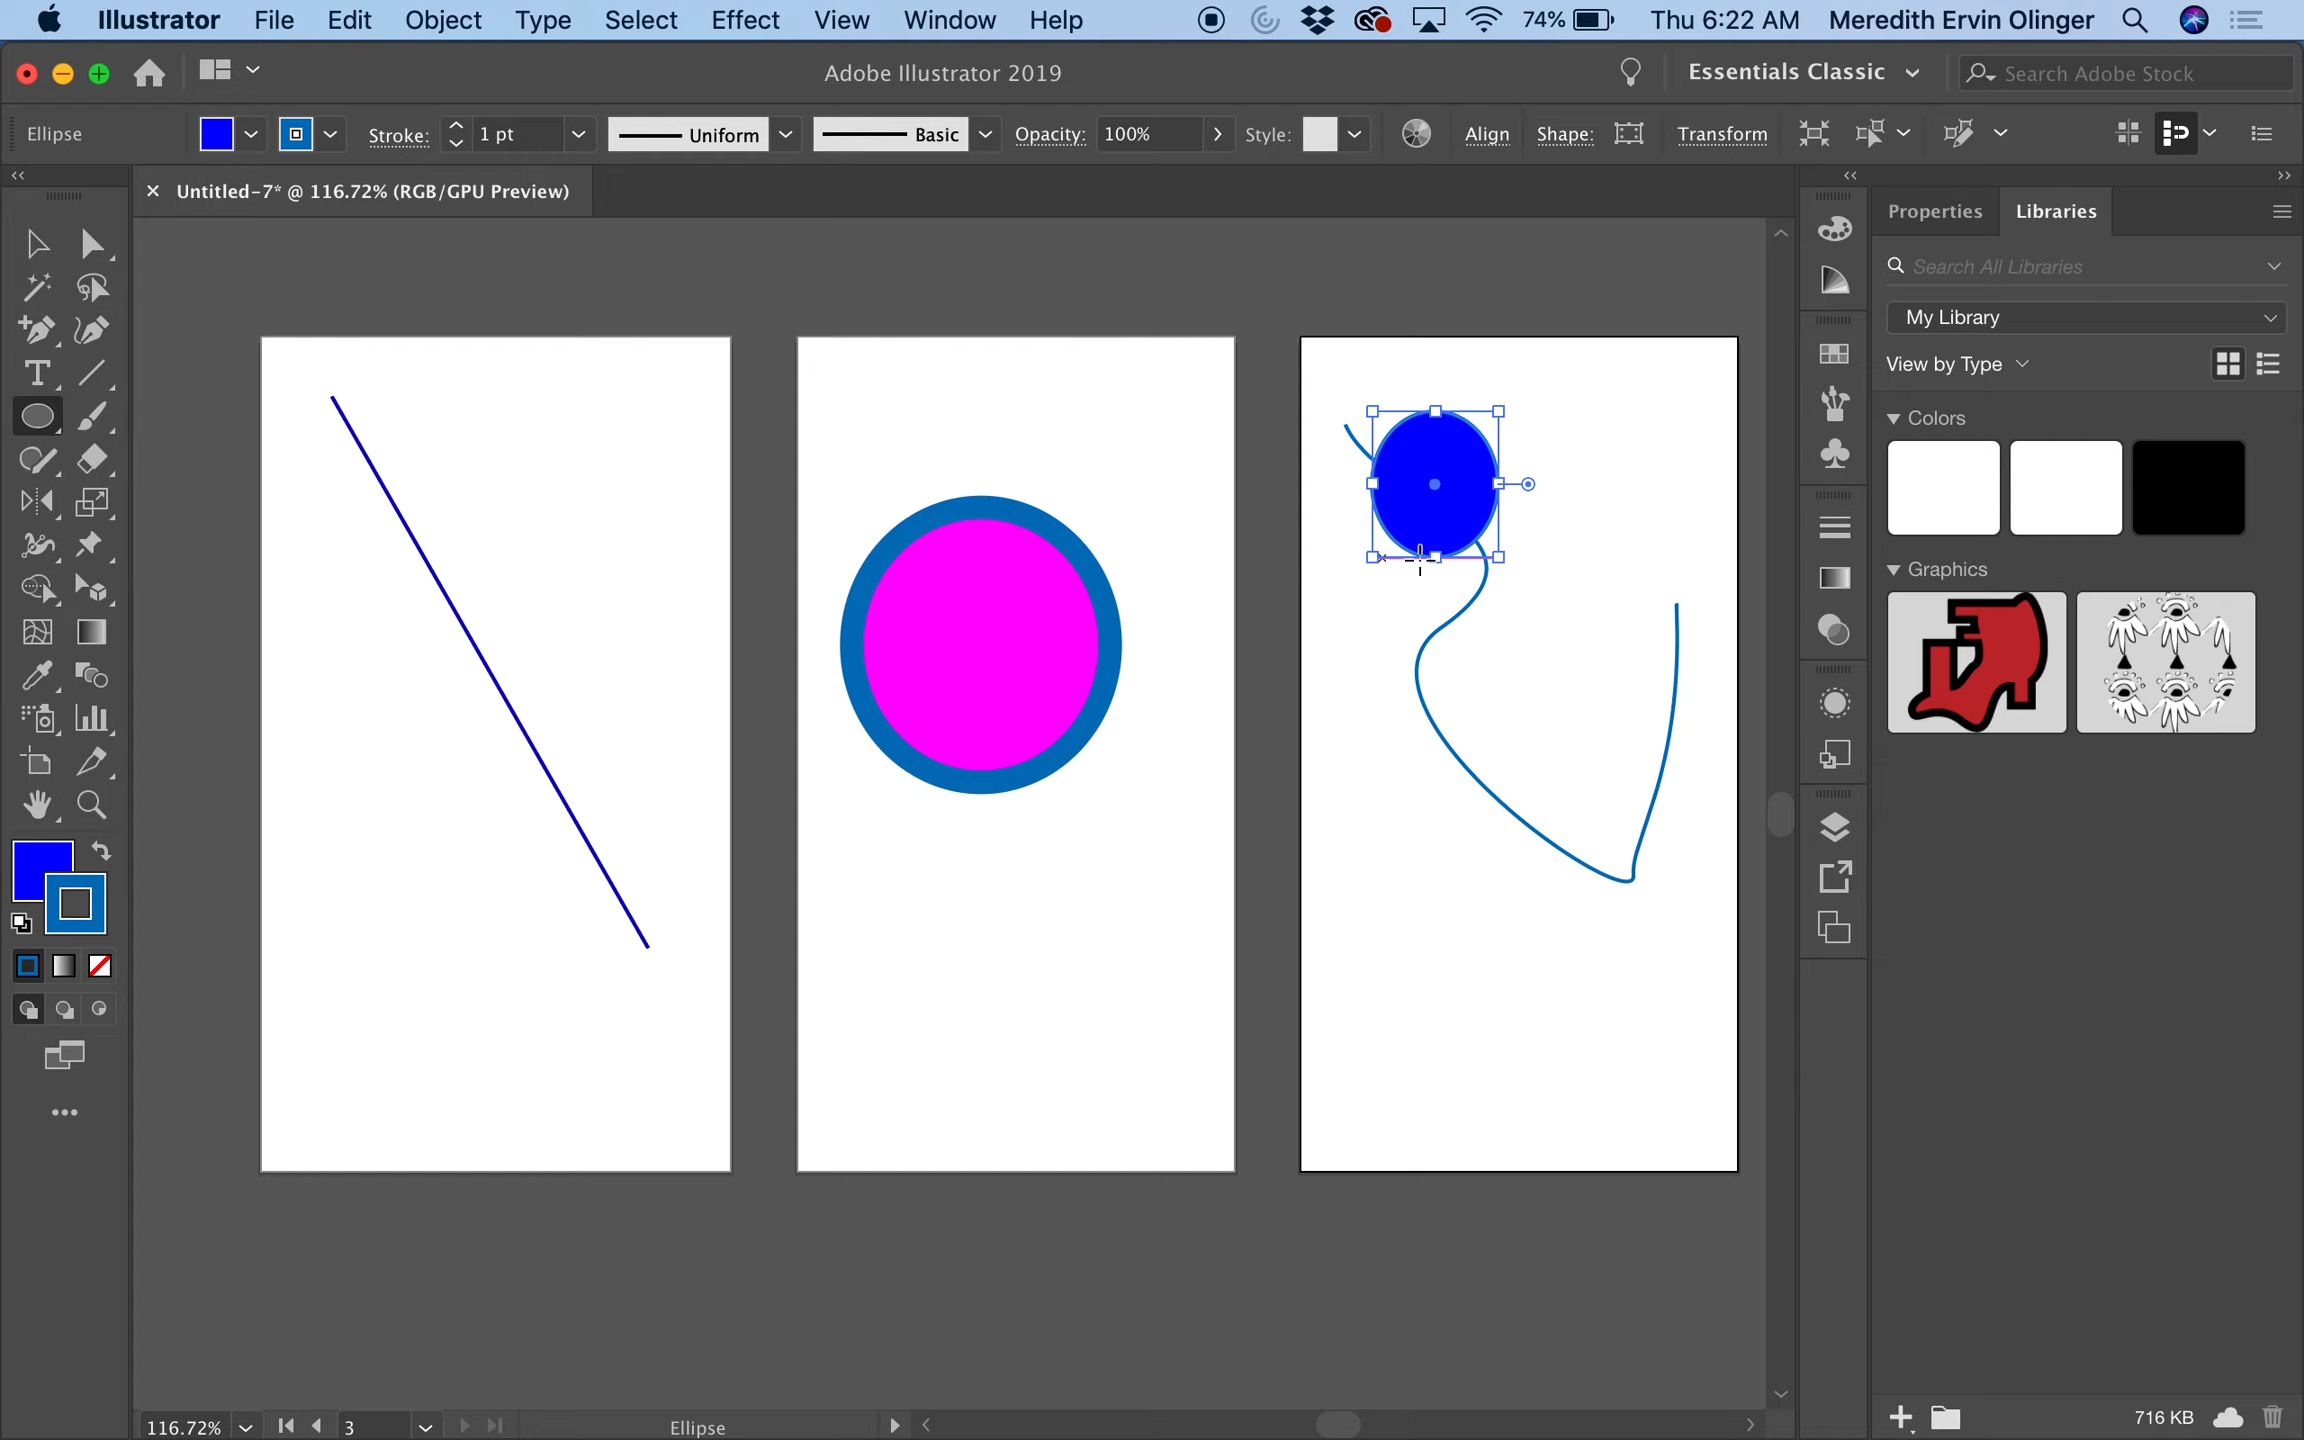 Illustrator File Edit Object Type Select Effect View Window Help 74% Thu 6:22 AM Meredith Ervin Olinger
Adobe Illustrator 2019 Essentials Classic Search Adobe Stock
Ellipse Stroke: 1 pt Uniform Basic Opacity: 100% Style: Align Shape: Transform
Untitled-7* @ 116.72% (RGB/GPU Preview)
Properties Libraries
Search All Libraries
My Library
View by Type
Colors
Graphics
116.72% 3 Ellipse 716 KB